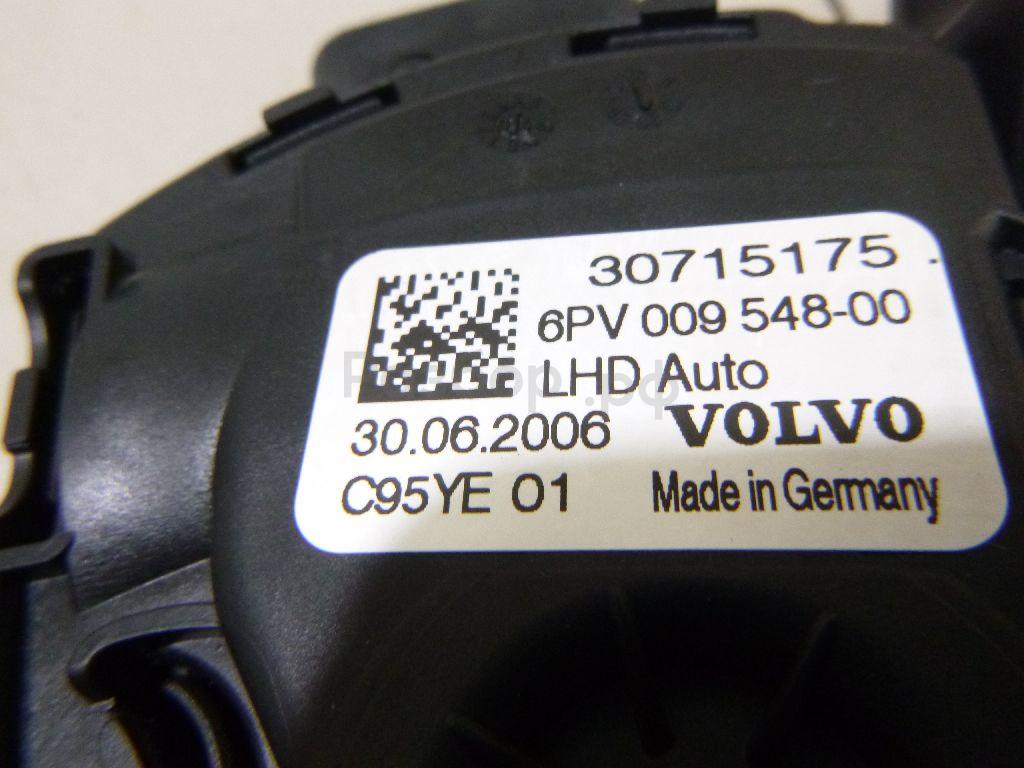 30715175
6PV 009 548-00
LHD Auto
30.06.2006 VOLVO
C95YE 01 Made in Germany